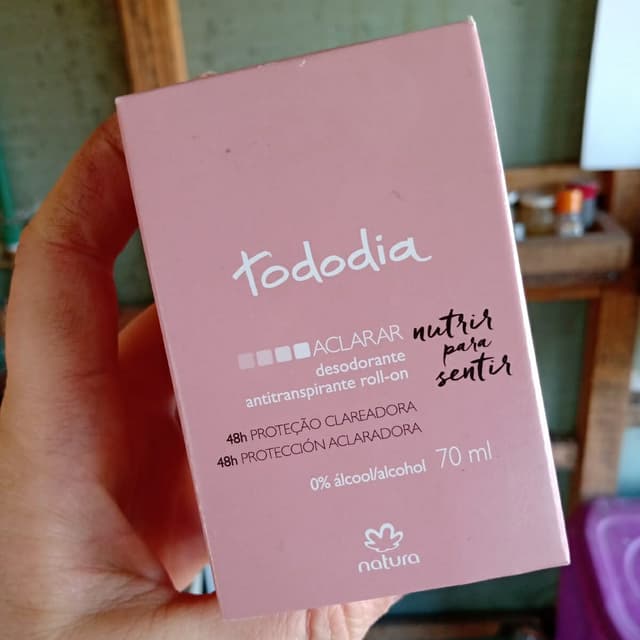 tododia
ACLARAR
desodorante
antitranspirante roll-on
nutrir
para
sentir
48h PROTEÇÃO CLAREADORA
48h PROTECCIÓN ACLARADORA
0% álcool/alcohol 70 ml
natura